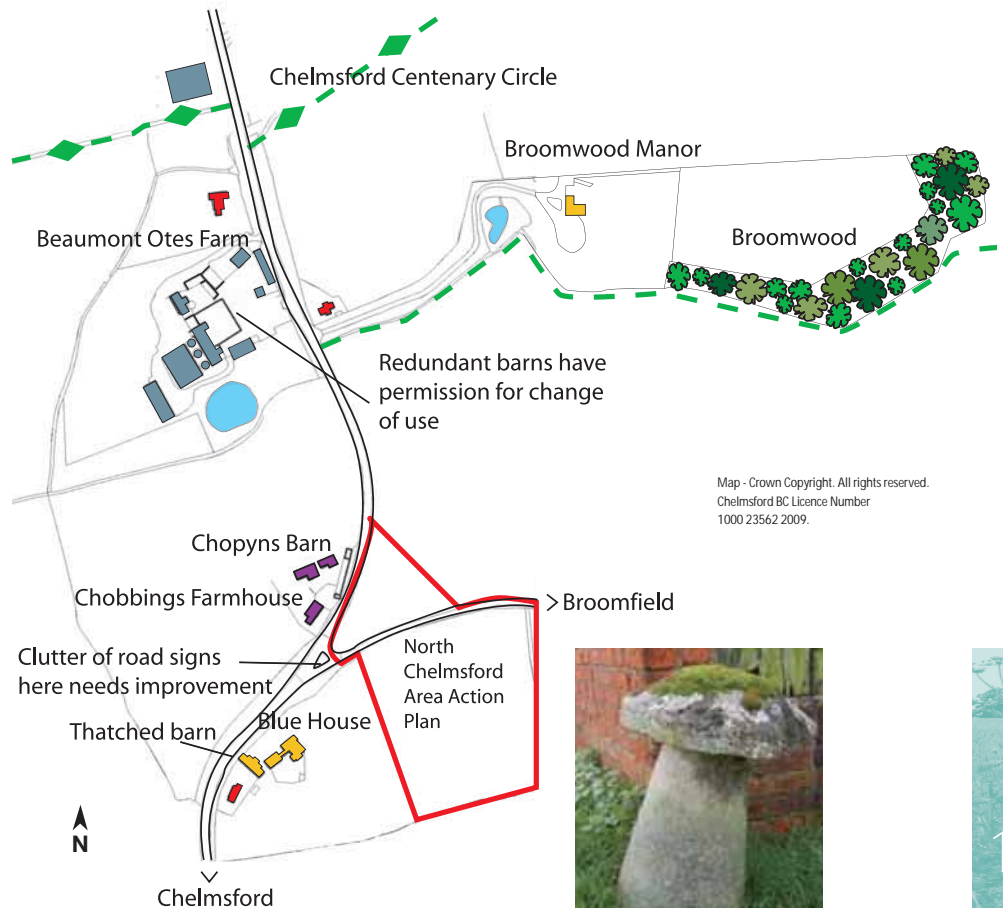 Chelmsford Centenary Circle
Broomwood Manor
Beaumont Otes Farm
Broomwood
Redundant barns have
permission for change
of use
Map - Crown Copyright. All rights reserved.
Chelmsford BC Licence Number
1000 23562 2009.
Chopyns Barn
Chobbings Farmhouse
Broomfield
Clutter of road signs
here needs improvement
North
Chelmsford
Area Action
Plan
Blue House
Thatched barn
N
Chelmsford